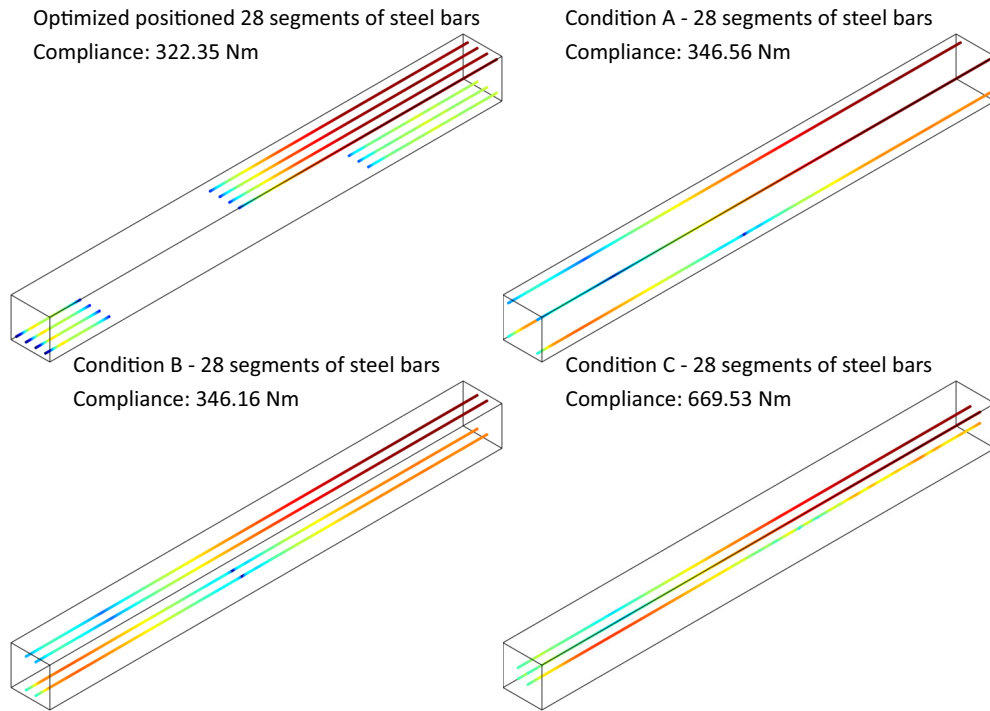 Optimized positioned 28 segments of steel bars
Compliance: 322.35 Nm
Condition A - 28 segments of steel bars
Compliance: 346.56 Nm
Condition B - 28 segments of steel bars
Compliance: 346.16 Nm
Condition C - 28 segments of steel bars
Compliance: 669.53 Nm